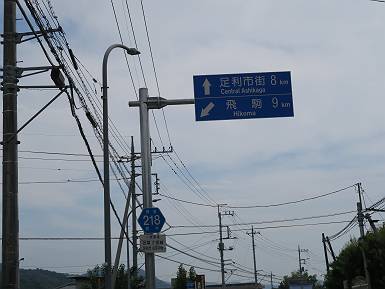 足利市街 8 km
Central Ashikaga
飛駒 9 km
Hikoma
218